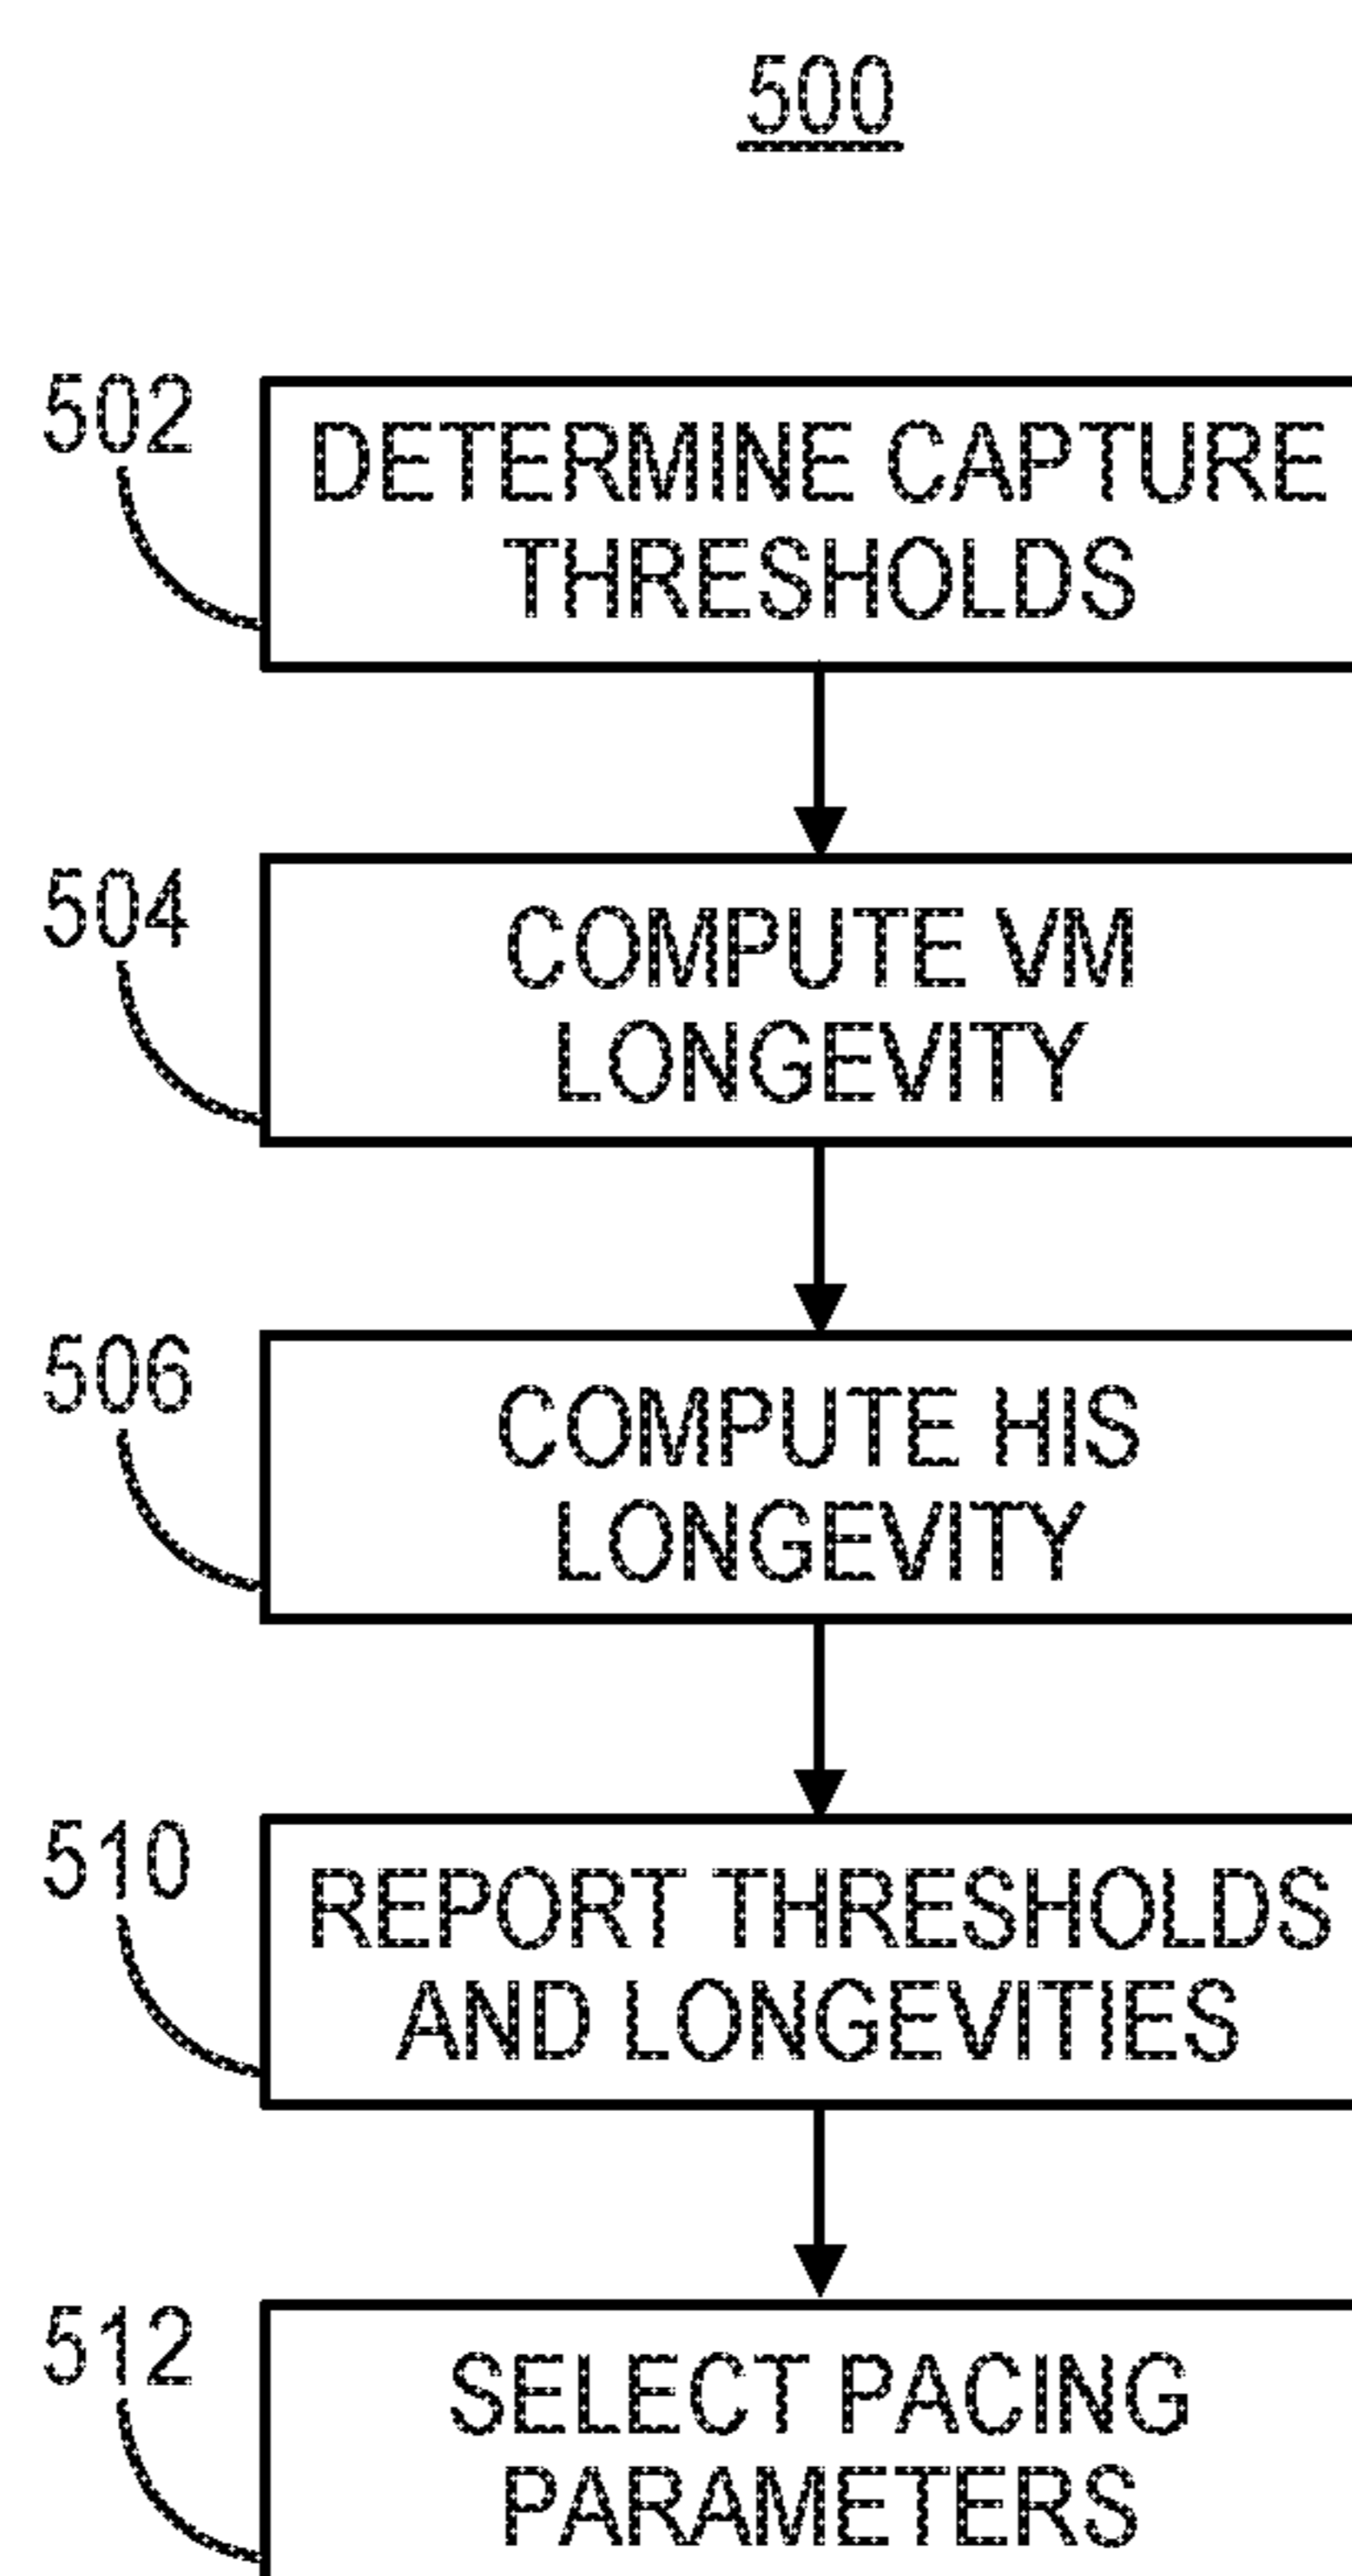 500
502
DETERMINE CAPTURE
THRESHOLDS
504
COMPUTE VM
LONGEVITY
506
COMPUTE HIS
LONGEVITY
510
REPORT THRESHOLDS
AND LONGEVITIES
512
SELECT PACING
PARAMETERS